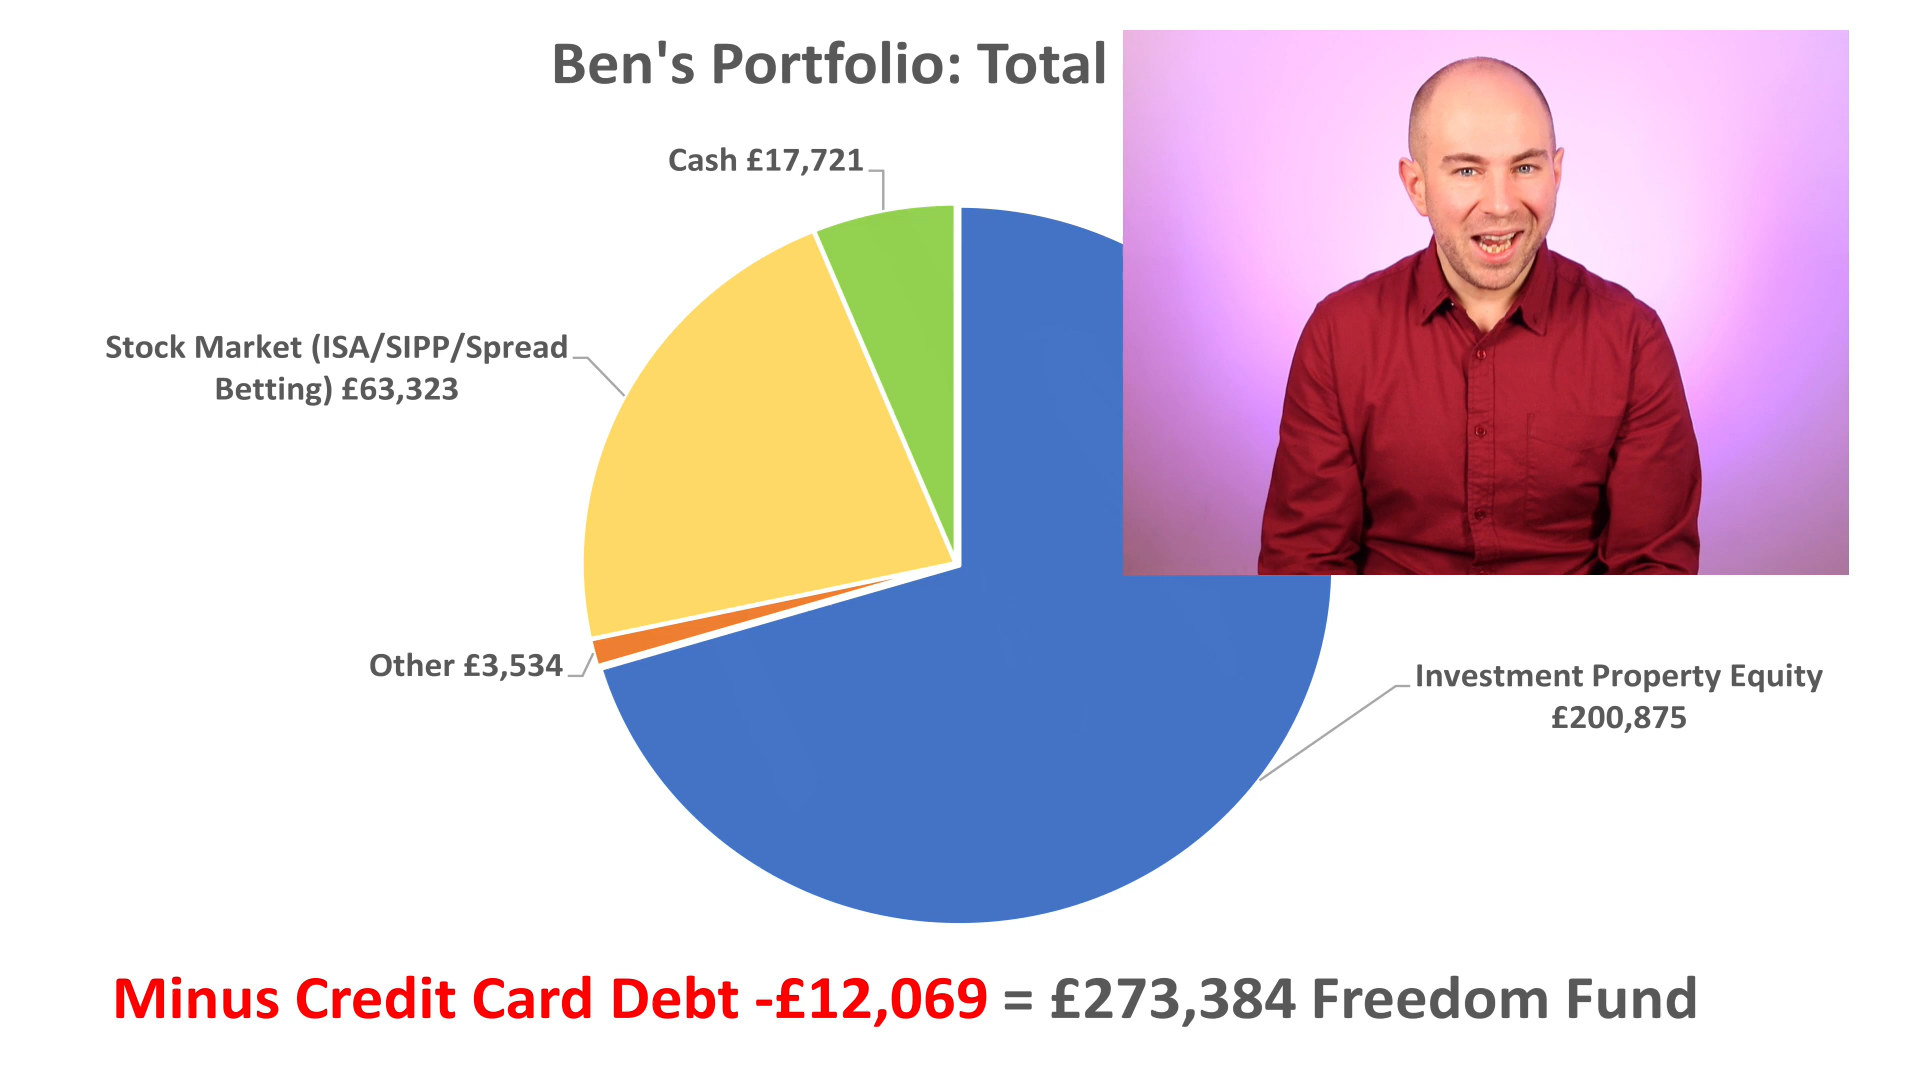 Ben's Portfolio: Total
Cash £17,721
Stock Market (ISA/SIPP/Spread
Betting) £63,323
Other £3,534
Investment Property Equity
£200,875
Minus Credit Card Debt -£12,069 = £273,384 Freedom Fund